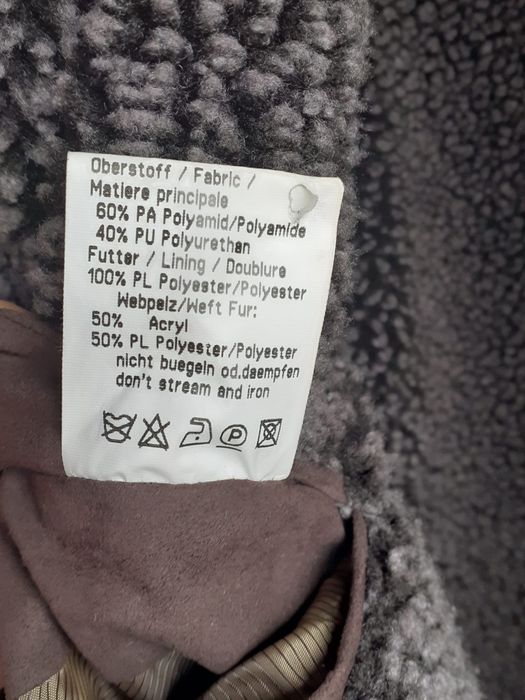 Oberstoff / Fabric /
Matiere principale
60% PA Polyamid/Polyamide
40% PU Polyurethan
Futter / Lining / Doublure
100% PL Polyester/Polyester
Webpelz/Weft Fur:
50% Acryl
50% PL Polyester/Polyester
nicht buegeln od.daempfen
don't stream and iron
P